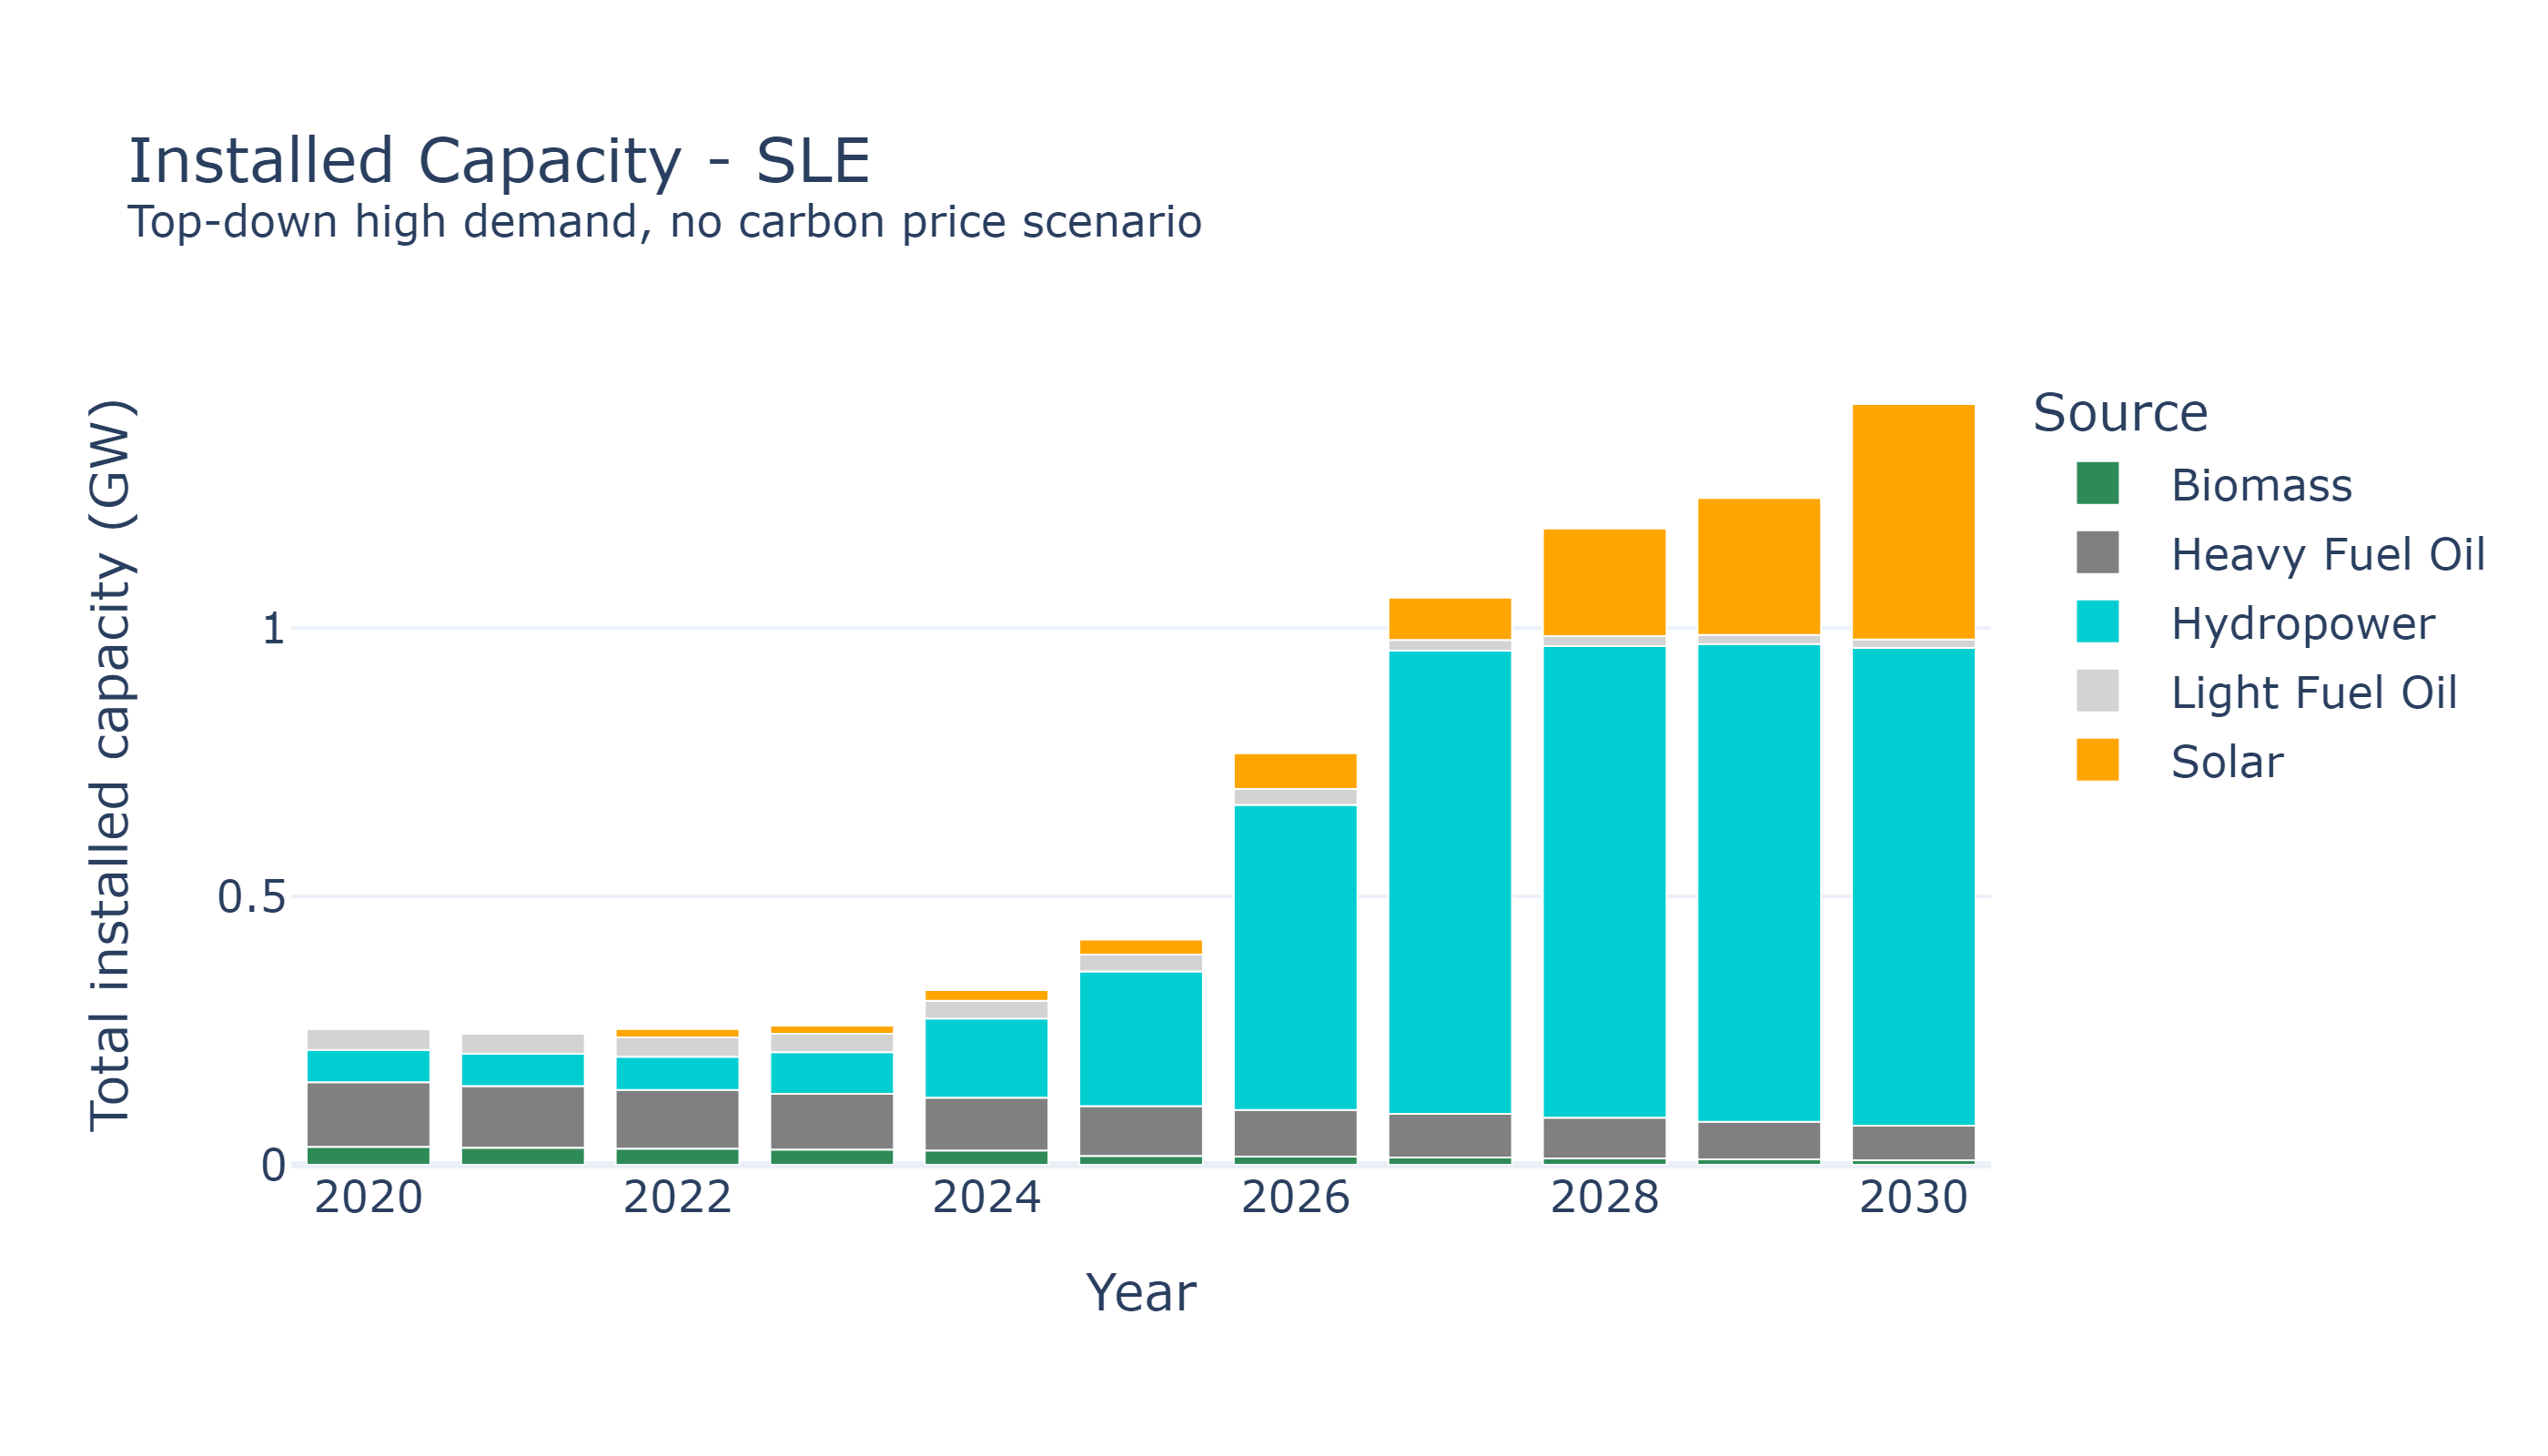 Installed Capacity - SLE
Top-down high demand, no carbon price scenario
Total installed capacity (GW)
1
0.5
0
2020
2022
2024
2026
2028
2030
Year
Source
Biomass
Heavy Fuel Oil
Hydropower
Light Fuel Oil
Solar